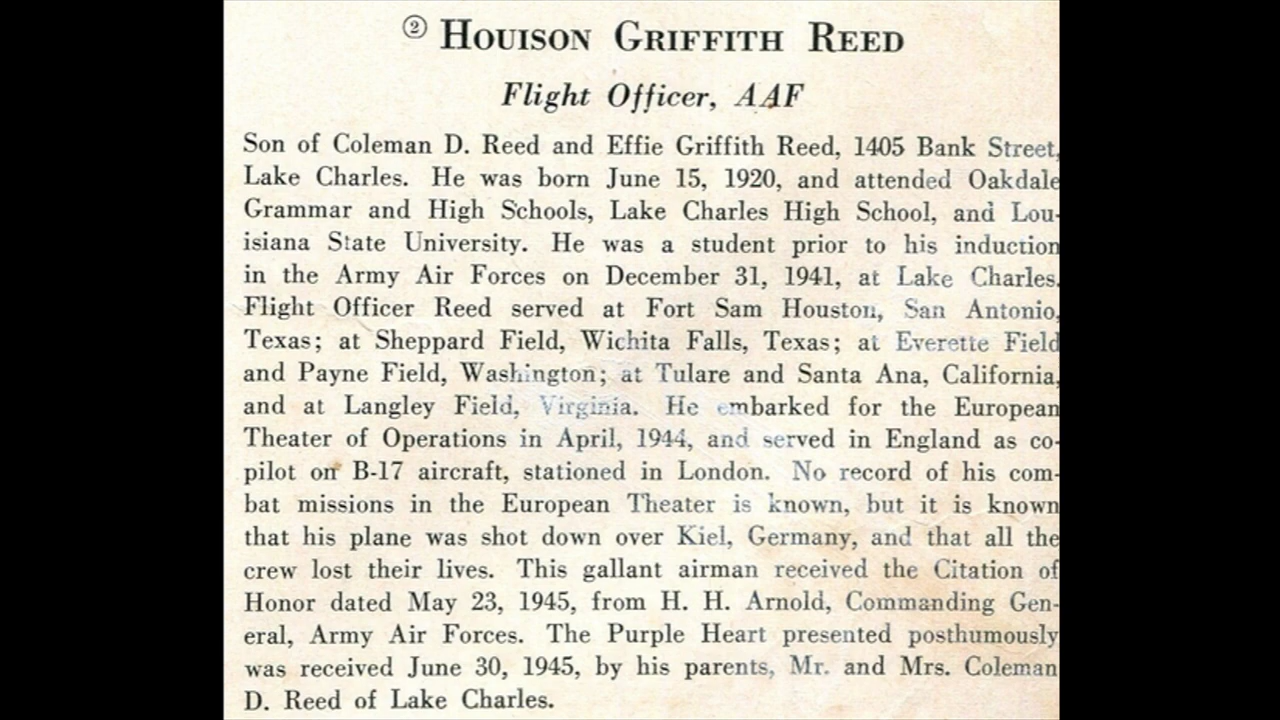 ② HOUISON GRIFFITH REED
Flight Officer, AAF
Son of Coleman D. Reed and Effie Griffith Reed, 1405 Bank Street,
Lake Charles. He was born June 15, 1920, and attended Oakdale
Grammar and High Schools, Lake Charles High School, and Lou-
isiana State University. He was a student prior to his induction
in the Army Air Forces on December 31, 1941, at Lake Charles.
Flight Officer Reed served at Fort Sam Houston, San Antonio,
Texas; at Sheppard Field, Wichita Falls, Texas; at Everette Field
and Payne Field, Washington; at Tulare and Santa Ana, California,
and at Langley Field, Virginia. He embarked for the European
Theater of Operations in April, 1944, and served in England as co-
pilot on B-17 aircraft, stationed in London. No record of his com-
bat missions in the European Theater is known, but it is known
that his plane was shot down over Kiel, Germany, and that all the
crew lost their lives. This gallant airman received the Citation of
Honor dated May 23, 1945, from H. H. Arnold, Commanding Gen-
eral, Army Air Forces. The Purple Heart presented posthumously
was received June 30, 1945, by his parents, Mr. and Mrs. Coleman
D. Reed of Lake Charles.